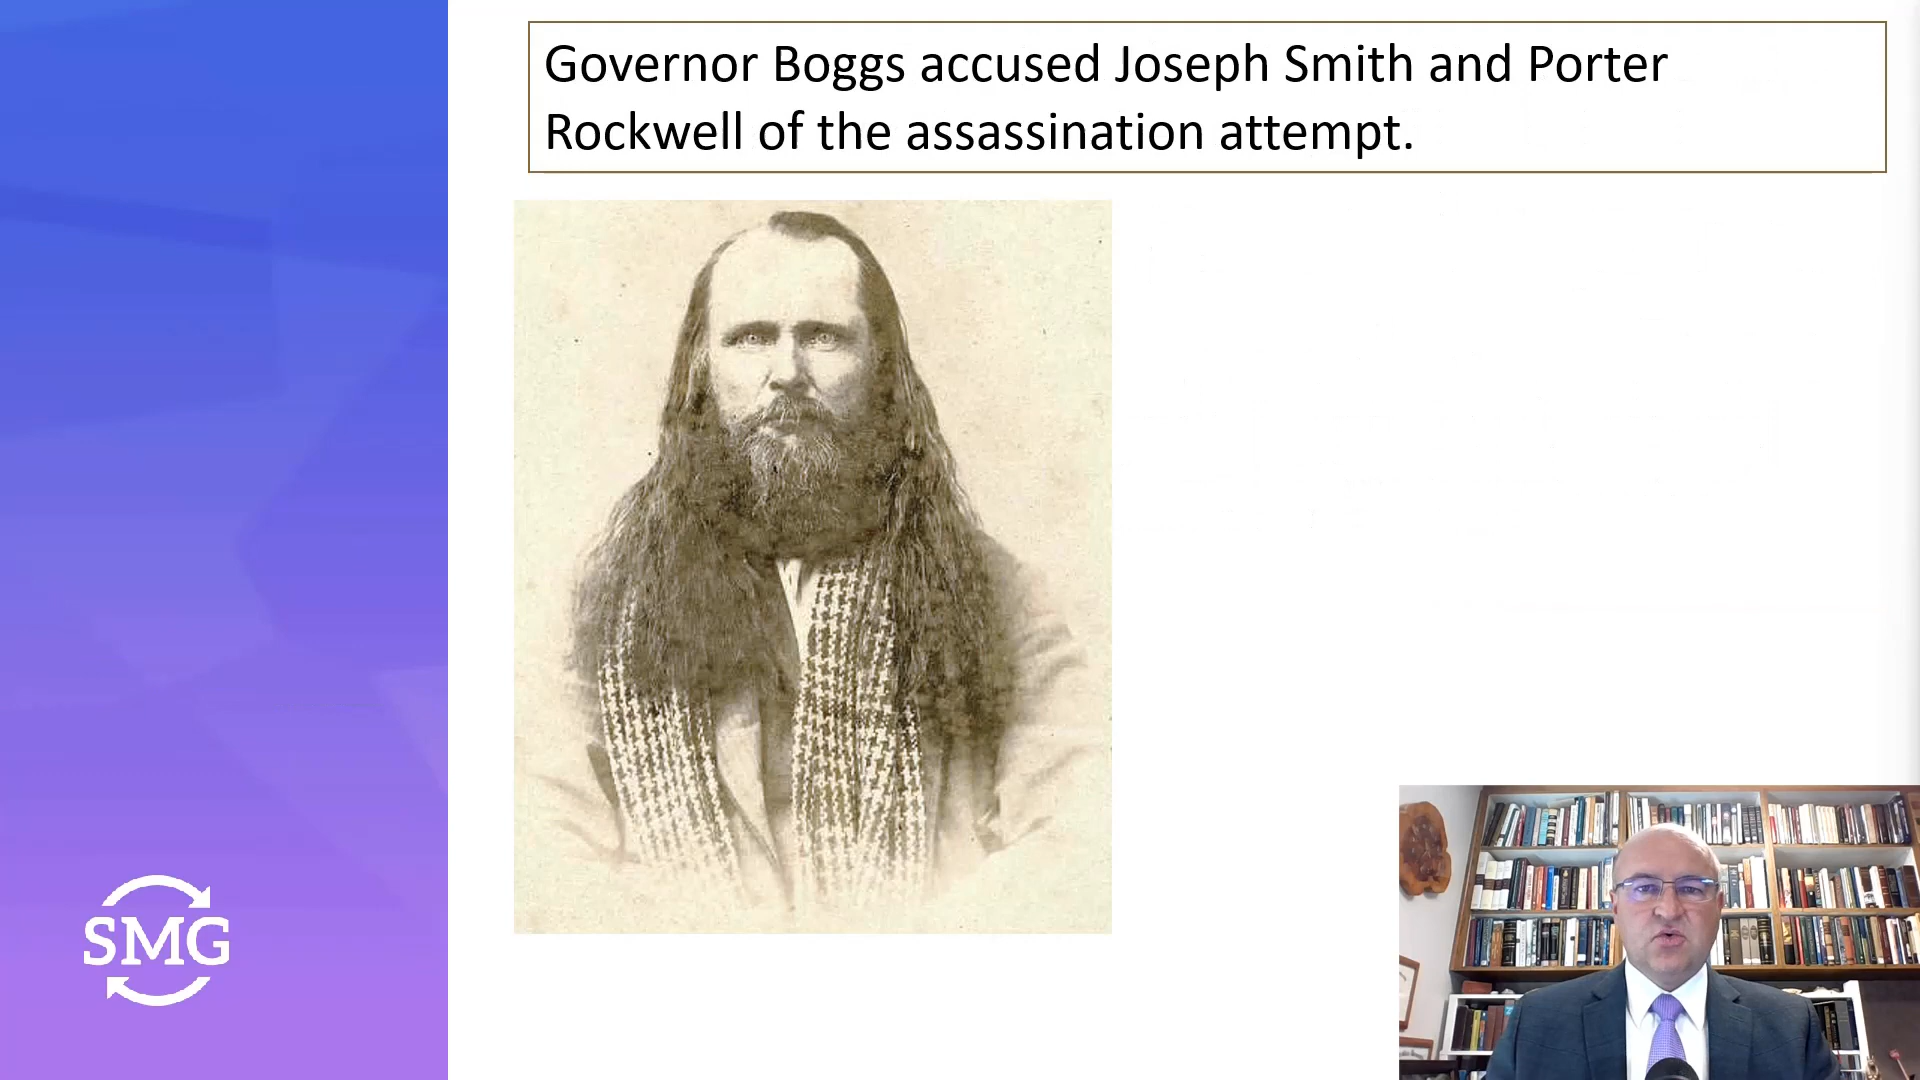 Governor Boggs accused Joseph Smith and Porter
Rockwell of the assassination attempt.
SMG